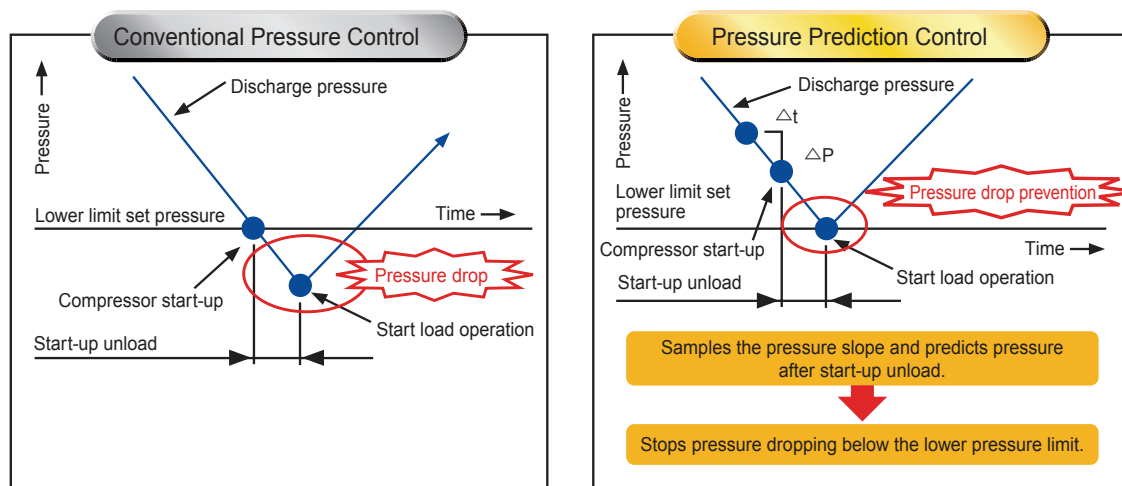 Conventional Pressure Control
Pressure
Discharge pressure
Lower limit set pressure
Time
Pressure drop
Compressor start-up
Start load operation
Start-up unload
Pressure Prediction Control
Pressure
Discharge pressure
△t
△P
Lower limit set
pressure
Pressure drop prevention
Compressor start-up
Time
Start load operation
Start-up unload
Samples the pressure slope and predicts pressure
after start-up unload.
Stops pressure dropping below the lower pressure limit.